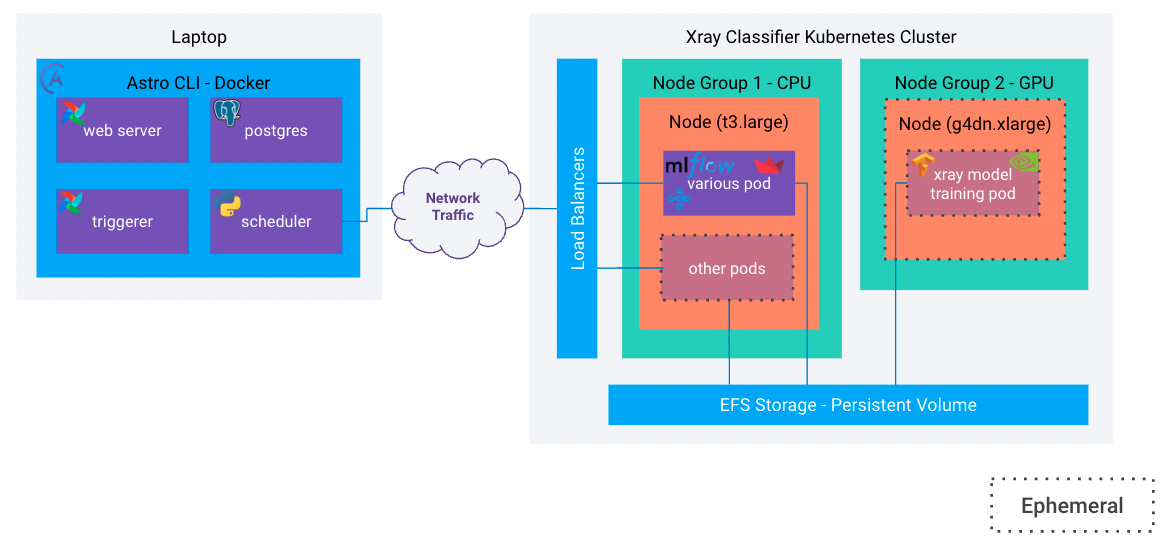 Laptop
Astro CLI - Docker
web server
postgres
triggerer
scheduler
Network
Traffic
Xray Classifier Kubernetes Cluster
Load Balancers
Node Group 1 - CPU
Node (t3.large)
mlflow
various pod
other pods
Node Group 2 - GPU
Node (g4dn.xlarge)
xray model
training pod
EFS Storage - Persistent Volume
Ephemeral